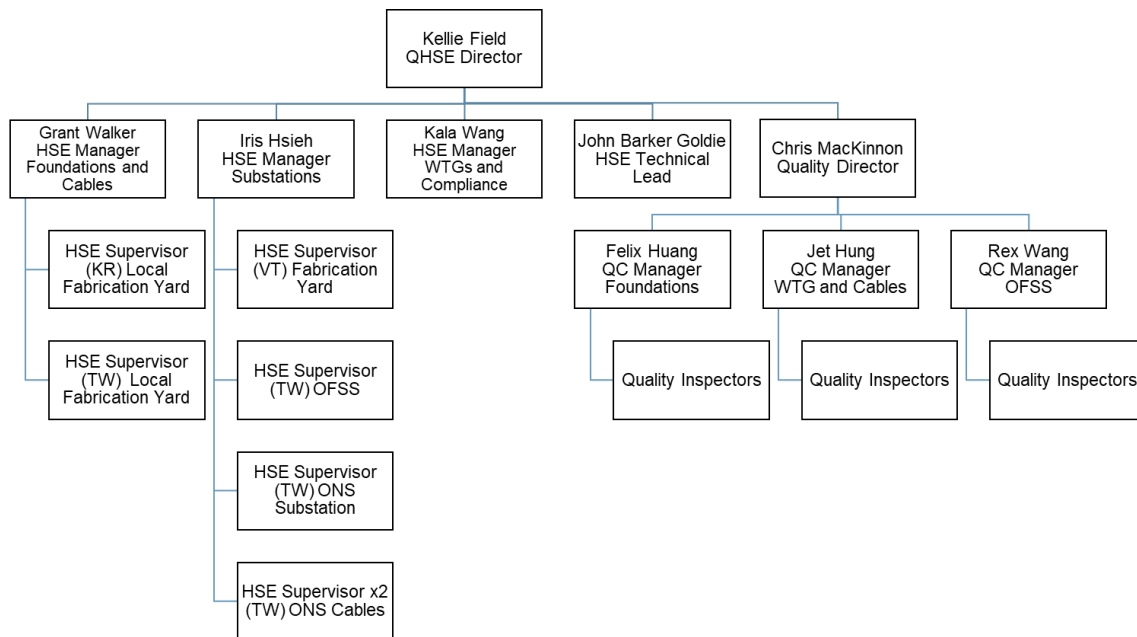 Kellie Field
QHSE Director
Grant Walker
HSE Manager
Foundations and
Cables
Iris Hsieh
HSE Manager
Substations
Kala Wang
HSE Manager
WTGs and
Compliance
John Barker Goldie
HSE Technical
Lead
Chris MacKinnon
Quality Director
HSE Supervisor
(KR) Local
Fabrication Yard
HSE Supervisor
(VT) Fabrication
Yard
Felix Huang
QC Manager
Foundations
Jet Hung
QC Manager
WTG and Cables
Rex Wang
QC Manager
OFSS
HSE Supervisor
(TW) Local
Fabrication Yard
HSE Supervisor
(TW) OFSS
Quality Inspectors
Quality Inspectors
Quality Inspectors
HSE Supervisor
(TW) ONS
Substation
HSE Supervisor x2
(TW) ONS Cables